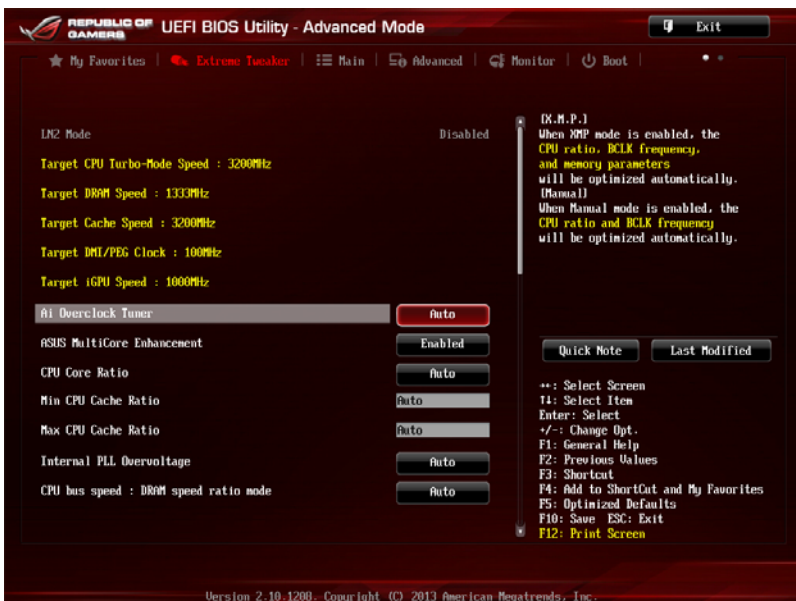 REPUBLIC OF GAMERS UEFI BIOS Utility - Advanced Mode Exit
My Favorites Extreme Tweaker Main Advanced Monitor Boot
LN2 Mode Disabled
Target CPU Turbo-Mode Speed : 3200MHz
Target DRAM Speed : 1333MHz
Target Cache Speed : 3200MHz
Target DMI/PEG Clock : 100MHz
Target iGPU Speed : 1000MHz
Ai Overclock Tuner Auto
ASUS MultiCore Enhancement Enabled
CPU Core Ratio Auto
Min CPU Cache Ratio Auto
Max CPU Cache Ratio Auto
Internal PLL Overvoltage Auto
CPU bus speed : DRAM speed ratio mode Auto
[X.M.P.]
When XMP mode is enabled, the
CPU ratio, BCLK frequency,
and memory parameters
will be optimized automatically.
[Manual]
When Manual mode is enabled, the
CPU ratio and BCLK frequency
will be optimized automatically.
Quick Note Last Modified
→←: Select Screen
↑↓: Select Item
Enter: Select
+/-: Change Opt.
F1: General Help
F2: Previous Values
F3: Shortcut
F4: Add to ShortCut and My Favorites
F5: Optimized Defaults
F10: Save ESC: Exit
F12: Print Screen
Version 2.10.1208. Copyright (C) 2013 American Megatrends, Inc.